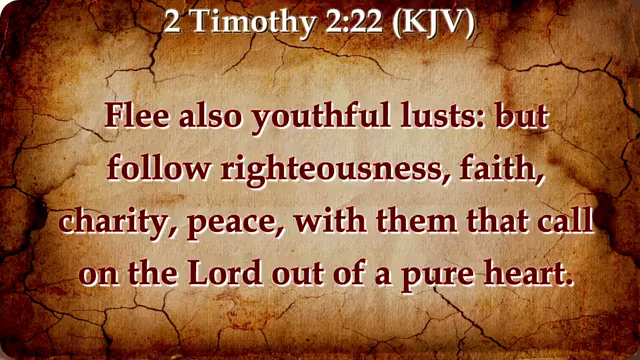 2 Timothy 2:22 (KJV)
Flee also youthful lusts: but
follow righteousness, faith,
charity, peace, with them that call
on the Lord out of a pure heart.